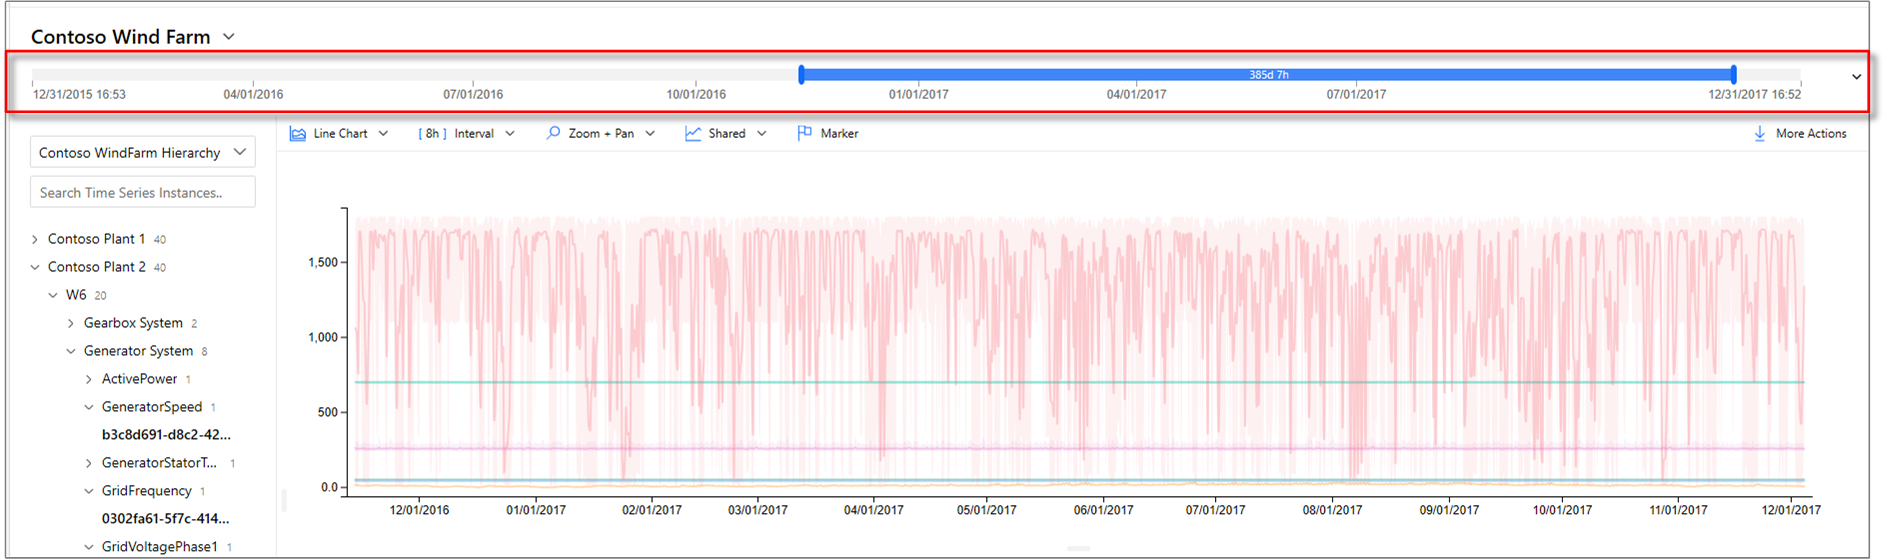 Contoso Wind Farm
385d 7h
12/31/2015 16:53 04/01/2016 07/01/2016 10/01/2016 01/01/2017 04/01/2017 07/01/2017 12/31/2017 16:52
Line Chart [ 8h ] Interval Zoom + Pan Shared Marker More Actions
Contoso WindFarm Hierarchy
Search Time Series Instances..
Contoso Plant 1 40
Contoso Plant 2 40
W6 20
Gearbox System 2
Generator System 8
ActivePower 1
GeneratorSpeed 1
b3c8d691-d8c2-42...
GeneratorStatorT... 1
GridFrequency 1
0302fa61-5f7c-414...
GridVoltagePhase1 1
1,500
1,000
500
0.0
12/01/2016 01/01/2017 02/01/2017 03/01/2017 04/01/2017 05/01/2017 06/01/2017 07/01/2017 08/01/2017 09/01/2017 10/01/2017 11/01/2017 12/01/2017